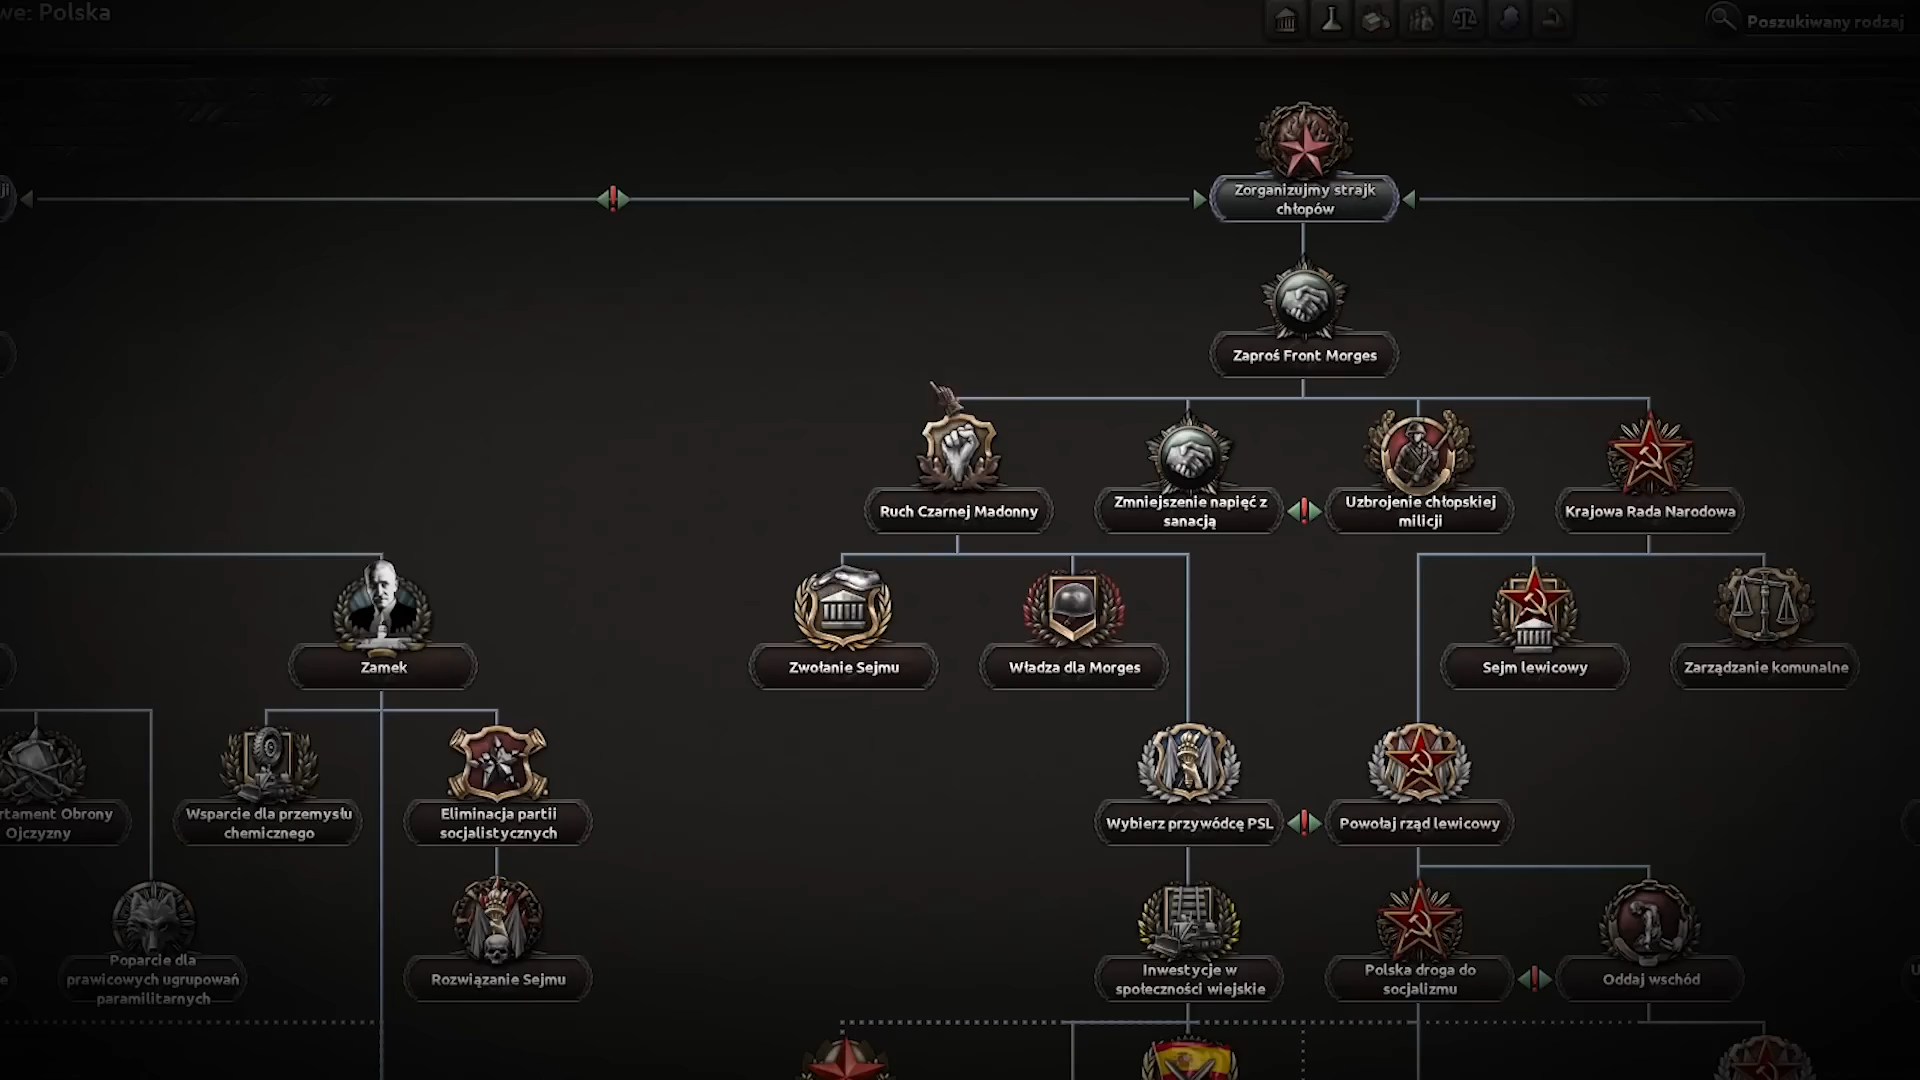 we: Polska
Poszukiwany rodzaj
Zorganizujmy strajk
chłopów
Zaproś Front Morges
Ruch Czarnej Madonny
Zmniejszenie napięć z
sanacją
Uzbrojenie chłopskiej
milicji
Krajowa Rada Narodowa
Zamek
Zwołanie Sejmu
Władza dla Morges
Sejm lewicowy
Zarządzanie komunalne
rtament Obrony
Ojczyzny
Wsparcie dla przemysłu
chemicznego
Eliminacja partii
socjalistycznych
Wybierz przywódcę PSL
Powołaj rząd lewicowy
Poparcie dla
prawicowych ugrupowań
paramilitarnych
Rozwiązanie Sejmu
Inwestycje w
społeczności wiejskie
Polska droga do
socjalizmu
Oddaj wschód